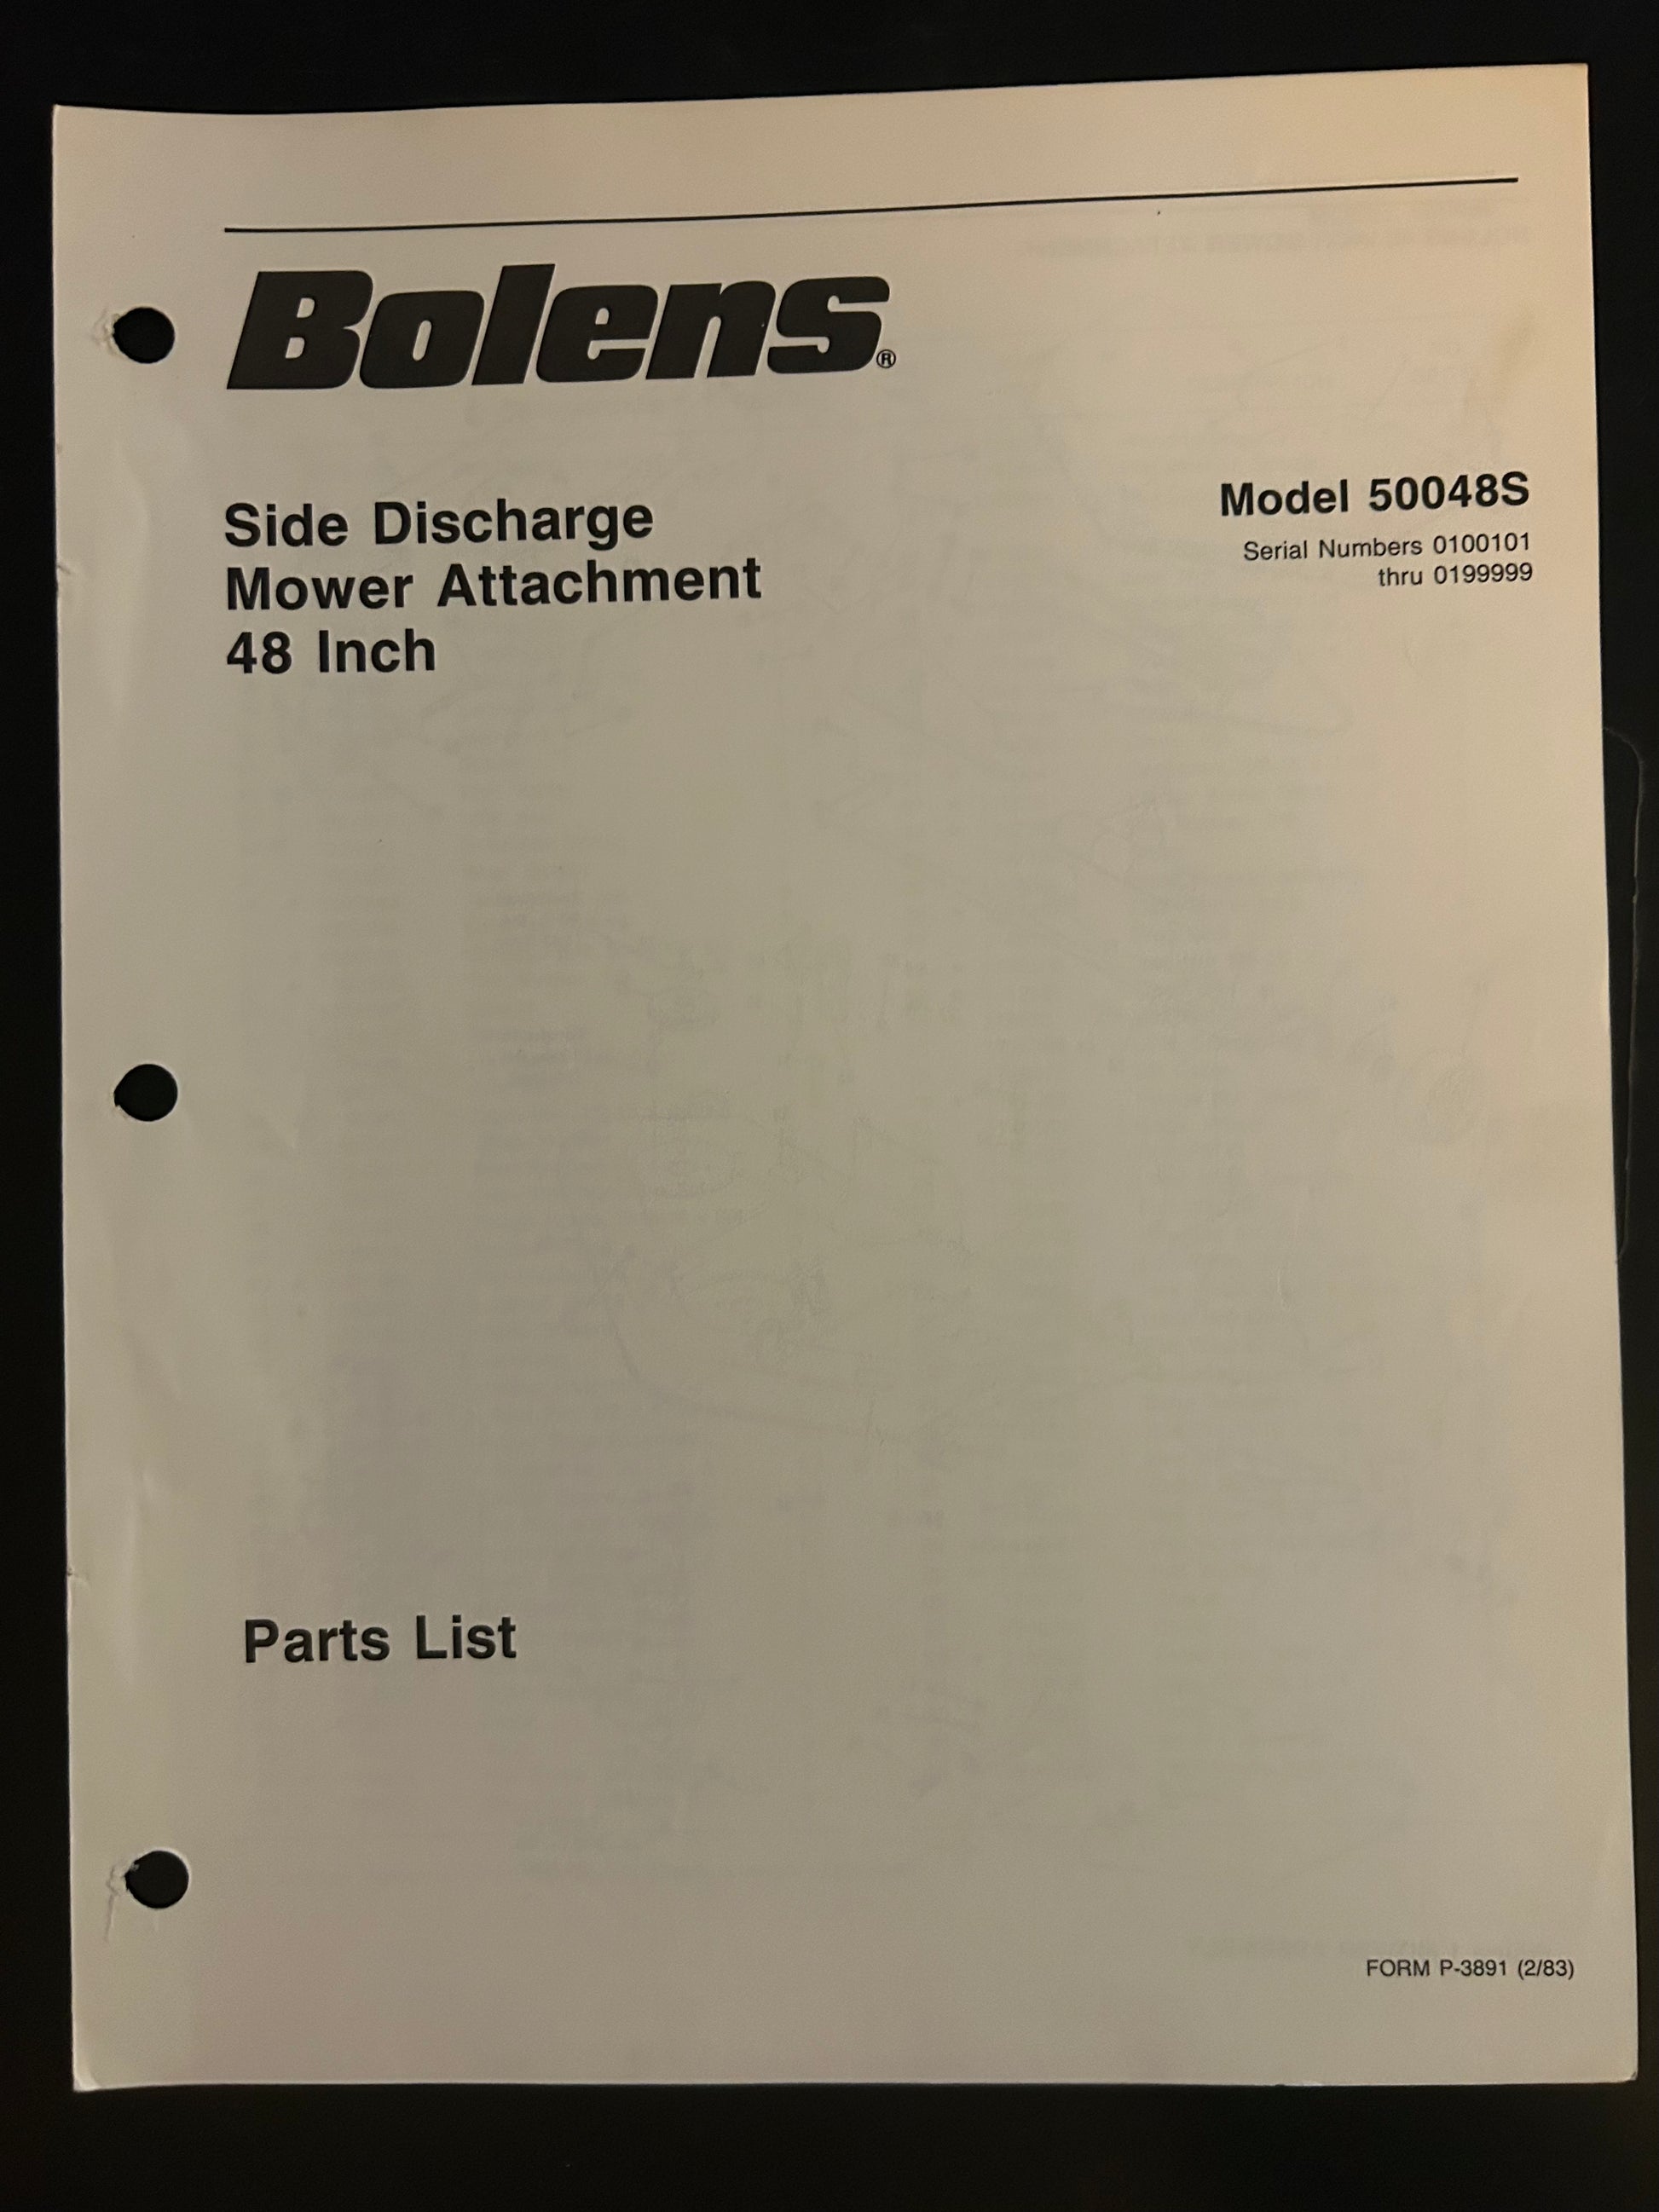 Bolens®
Side Discharge
Mower Attachment
48 Inch
Model 50048S
Serial Numbers 0100101
thru 0199999
Parts List
FORM P-3891 (2/83)